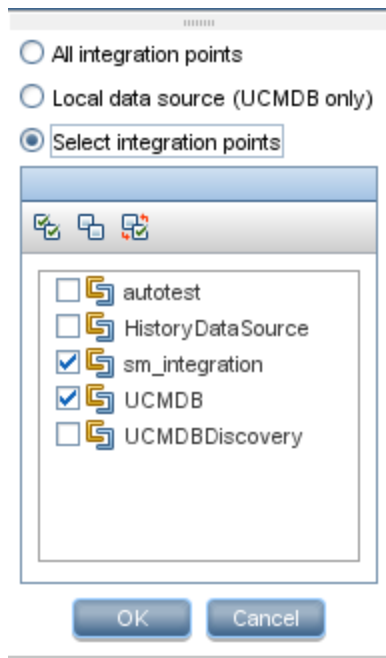 All integration points
Local data source (UCMDB only)
Select integration points
autotest
HistoryDataSource
sm_integration
UCMDB
UCMDBDiscovery
OK Cancel